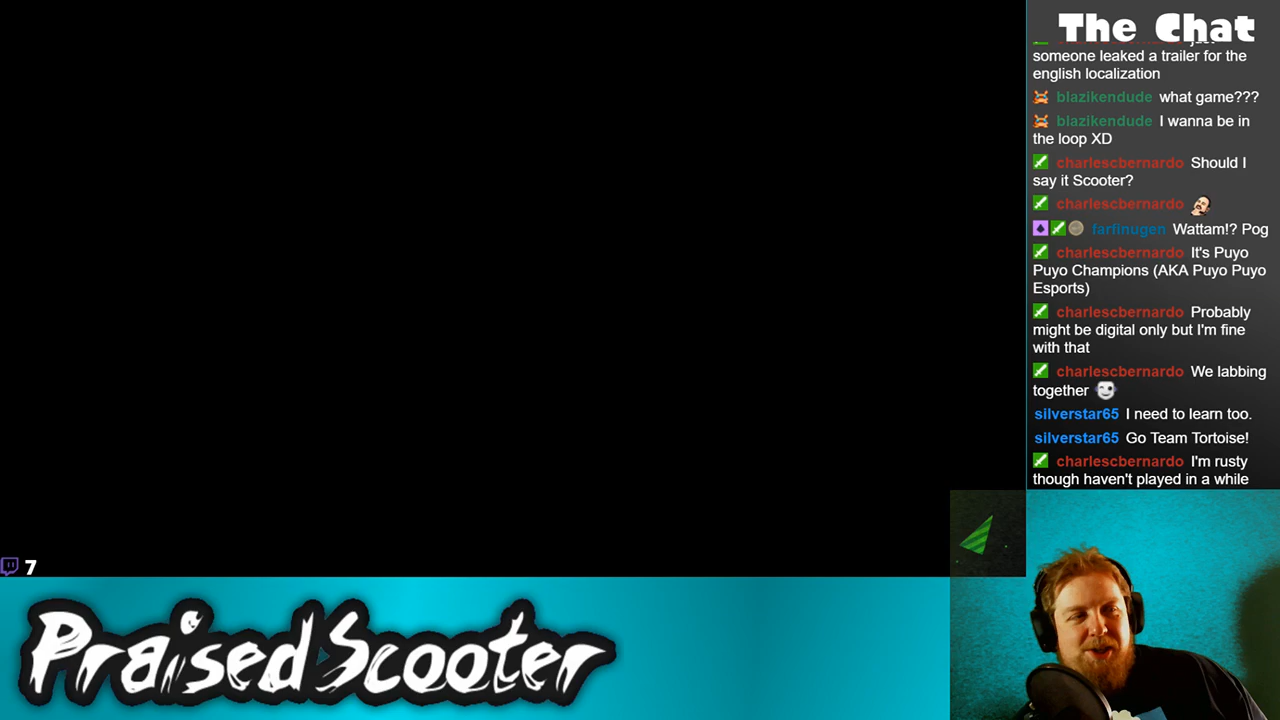 The Chat
someone leaked a trailer for the
english localization
blazikendude what game???
blazikendude I wanna be in
the loop XD
charlescbernardo Should I
say it Scooter?
charlescbernardo
farfinugen Wattam!? Pog
charlescbernardo It's Puyo
Puyo Champions (AKA Puyo Puyo
Esports)
charlescbernardo Probably
might be digital only but I'm fine
with that
charlescbernardo We labbing
together
silverstar65 I need to learn too.
silverstar65 Go Team Tortoise!
charlescbernardo I'm rusty
though haven't played in a while
7
PraisedScooter